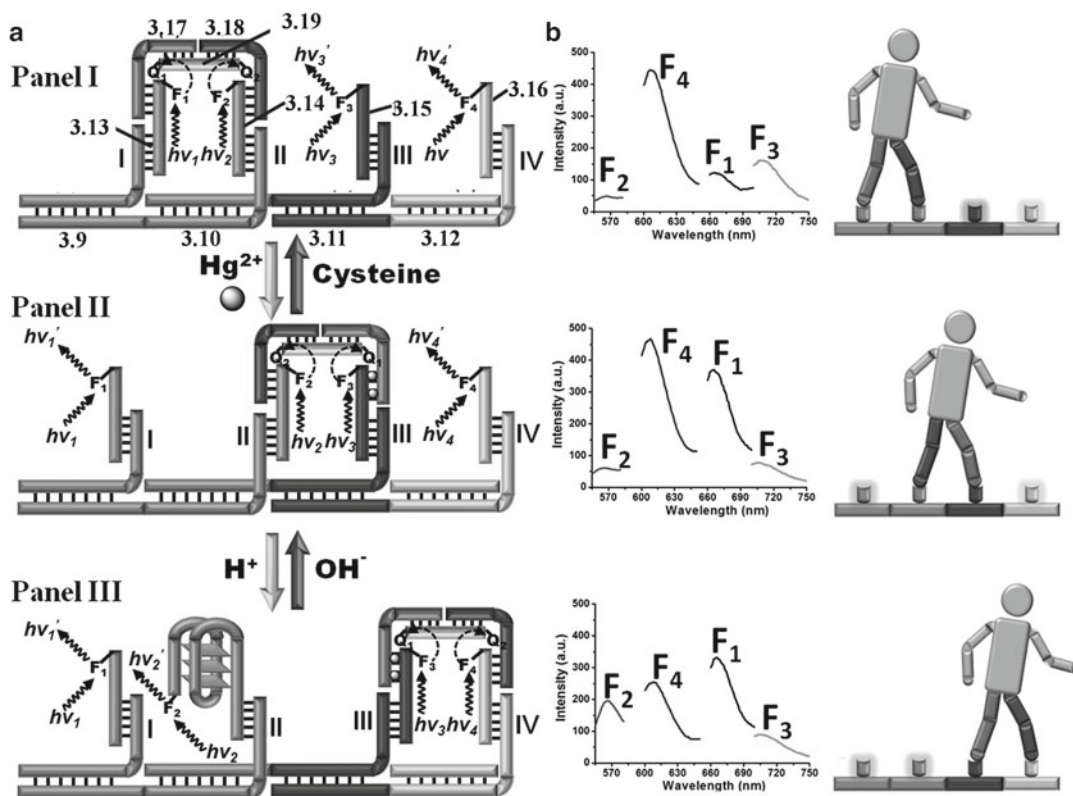 a
Panel I
3.17
3.18
3.19
Q1
Q2
F1
F2
hν1
hν2
3.13
3.14
I
II
hν3'
F3
hν3
3.15
III
hν4'
F4
hν
3.16
IV
3.9
3.10
3.11
3.12
Hg2+
Cysteine
Panel II
hν1'
F1
hν1
I
Q2
Q1
F2
F3
hν2
hν3
II
III
hν4'
F4
hν4
IV
H+
OH-
Panel III
hν1'
F1
hν1
I
hν2'
F2
hν2
II
Q1
Q2
F3
F4
hν3
hν4
III
IV
b
Intensity (a.u.)
500
400
300
200
100
0
F2
F4
F1
F3
570 600 630 660 690 720 750
Wavelength (nm)
Intensity (a.u.)
500
400
300
200
100
0
F2
F4
F1
F3
570 600 630 660 690 720 750
Wavelength (nm)
Intensity (a.u.)
500
400
300
200
100
0
F2
F4
F1
F3
570 600 630 660 690 720 750
Wavelength (nm)